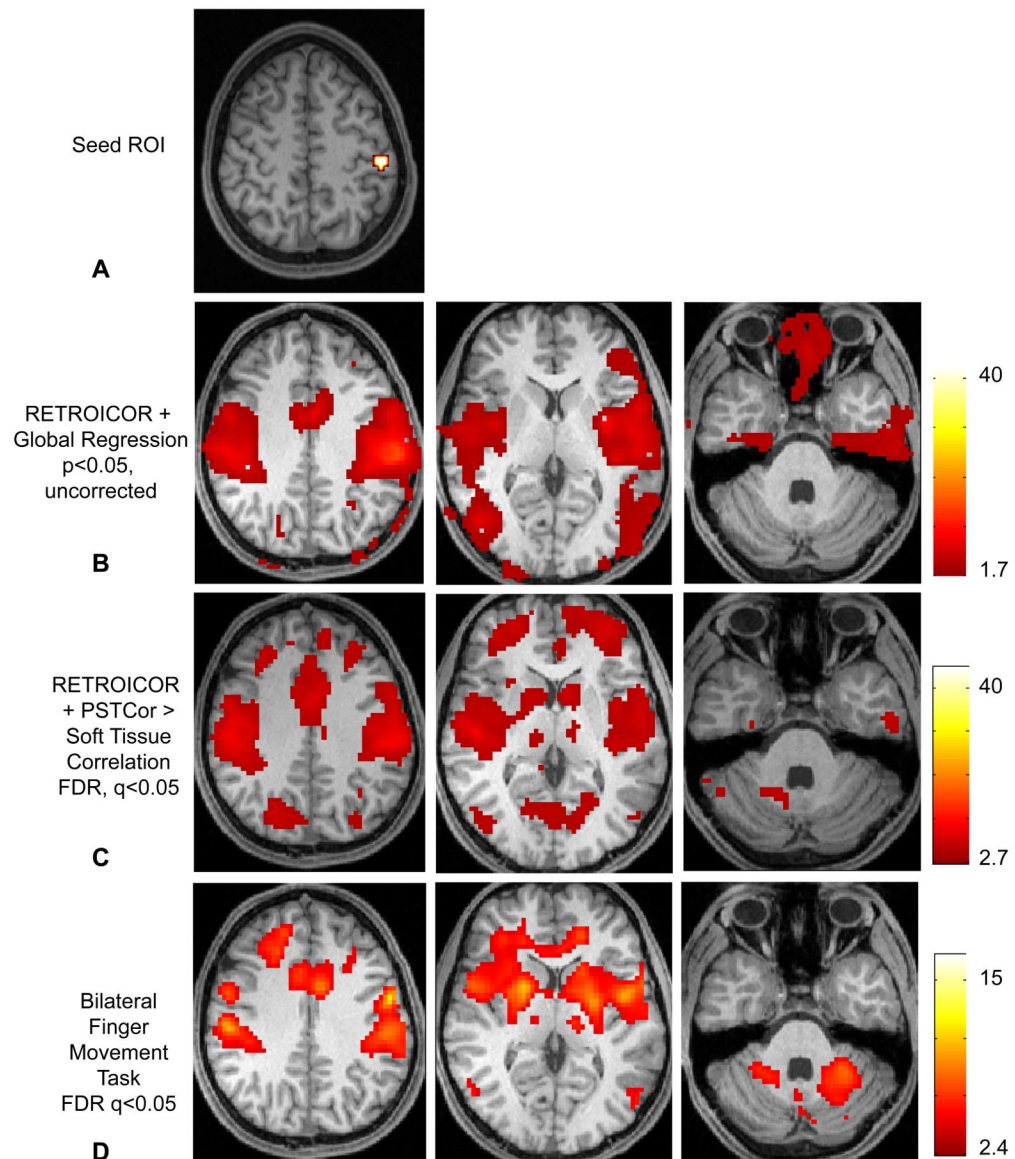 Seed ROI
A
RETROICOR +
Global Regression
p<0.05,
uncorrected
B
40
1.7
RETROICOR
+ PSTCor >
Soft Tissue
Correlation
FDR, q<0.05
C
40
2.7
Bilateral
Finger
Movement
Task
FDR q<0.05
D
15
2.4